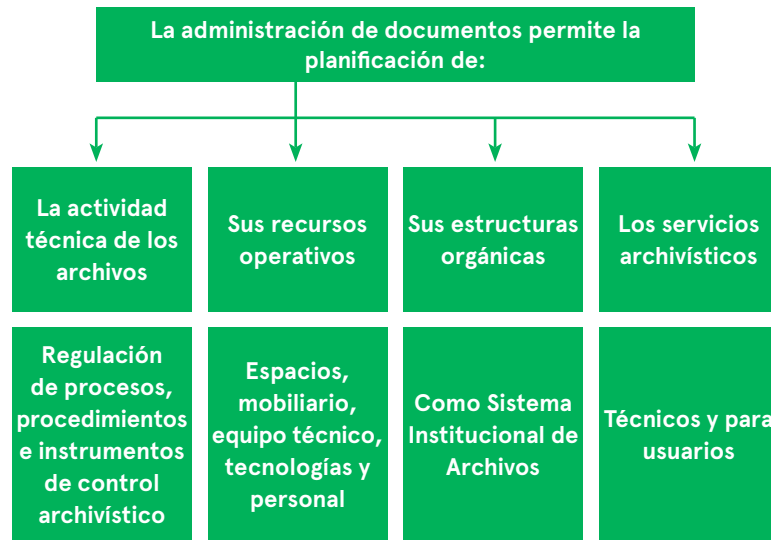 La administración de documentos permite la
planificación de:
La actividad
técnica de los
archivos
Sus recursos
operativos
Sus estructuras
orgánicas
Los servicios
archivísticos
Regulación
de procesos,
procedimientos
e instrumentos
de control
archivístico
Espacios,
mobiliario,
equipo técnico,
tecnologías y
personal
Como Sistema
Institucional de
Archivos
Técnicos y para
usuarios